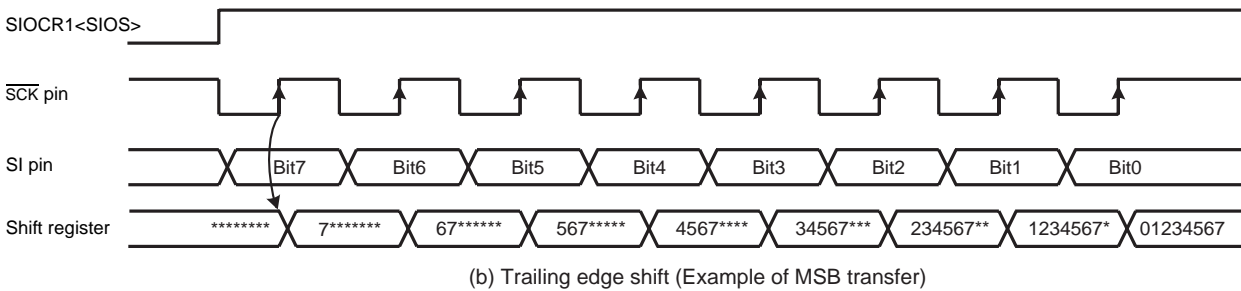 SIOCR1<SIOS>
SCK pin
SI pin Bit7 Bit6 Bit5 Bit4 Bit3 Bit2 Bit1 Bit0
Shift register ******** 7******* 67****** 567***** 4567**** 34567*** 234567** 1234567* 01234567
(b) Trailing edge shift (Example of MSB transfer)